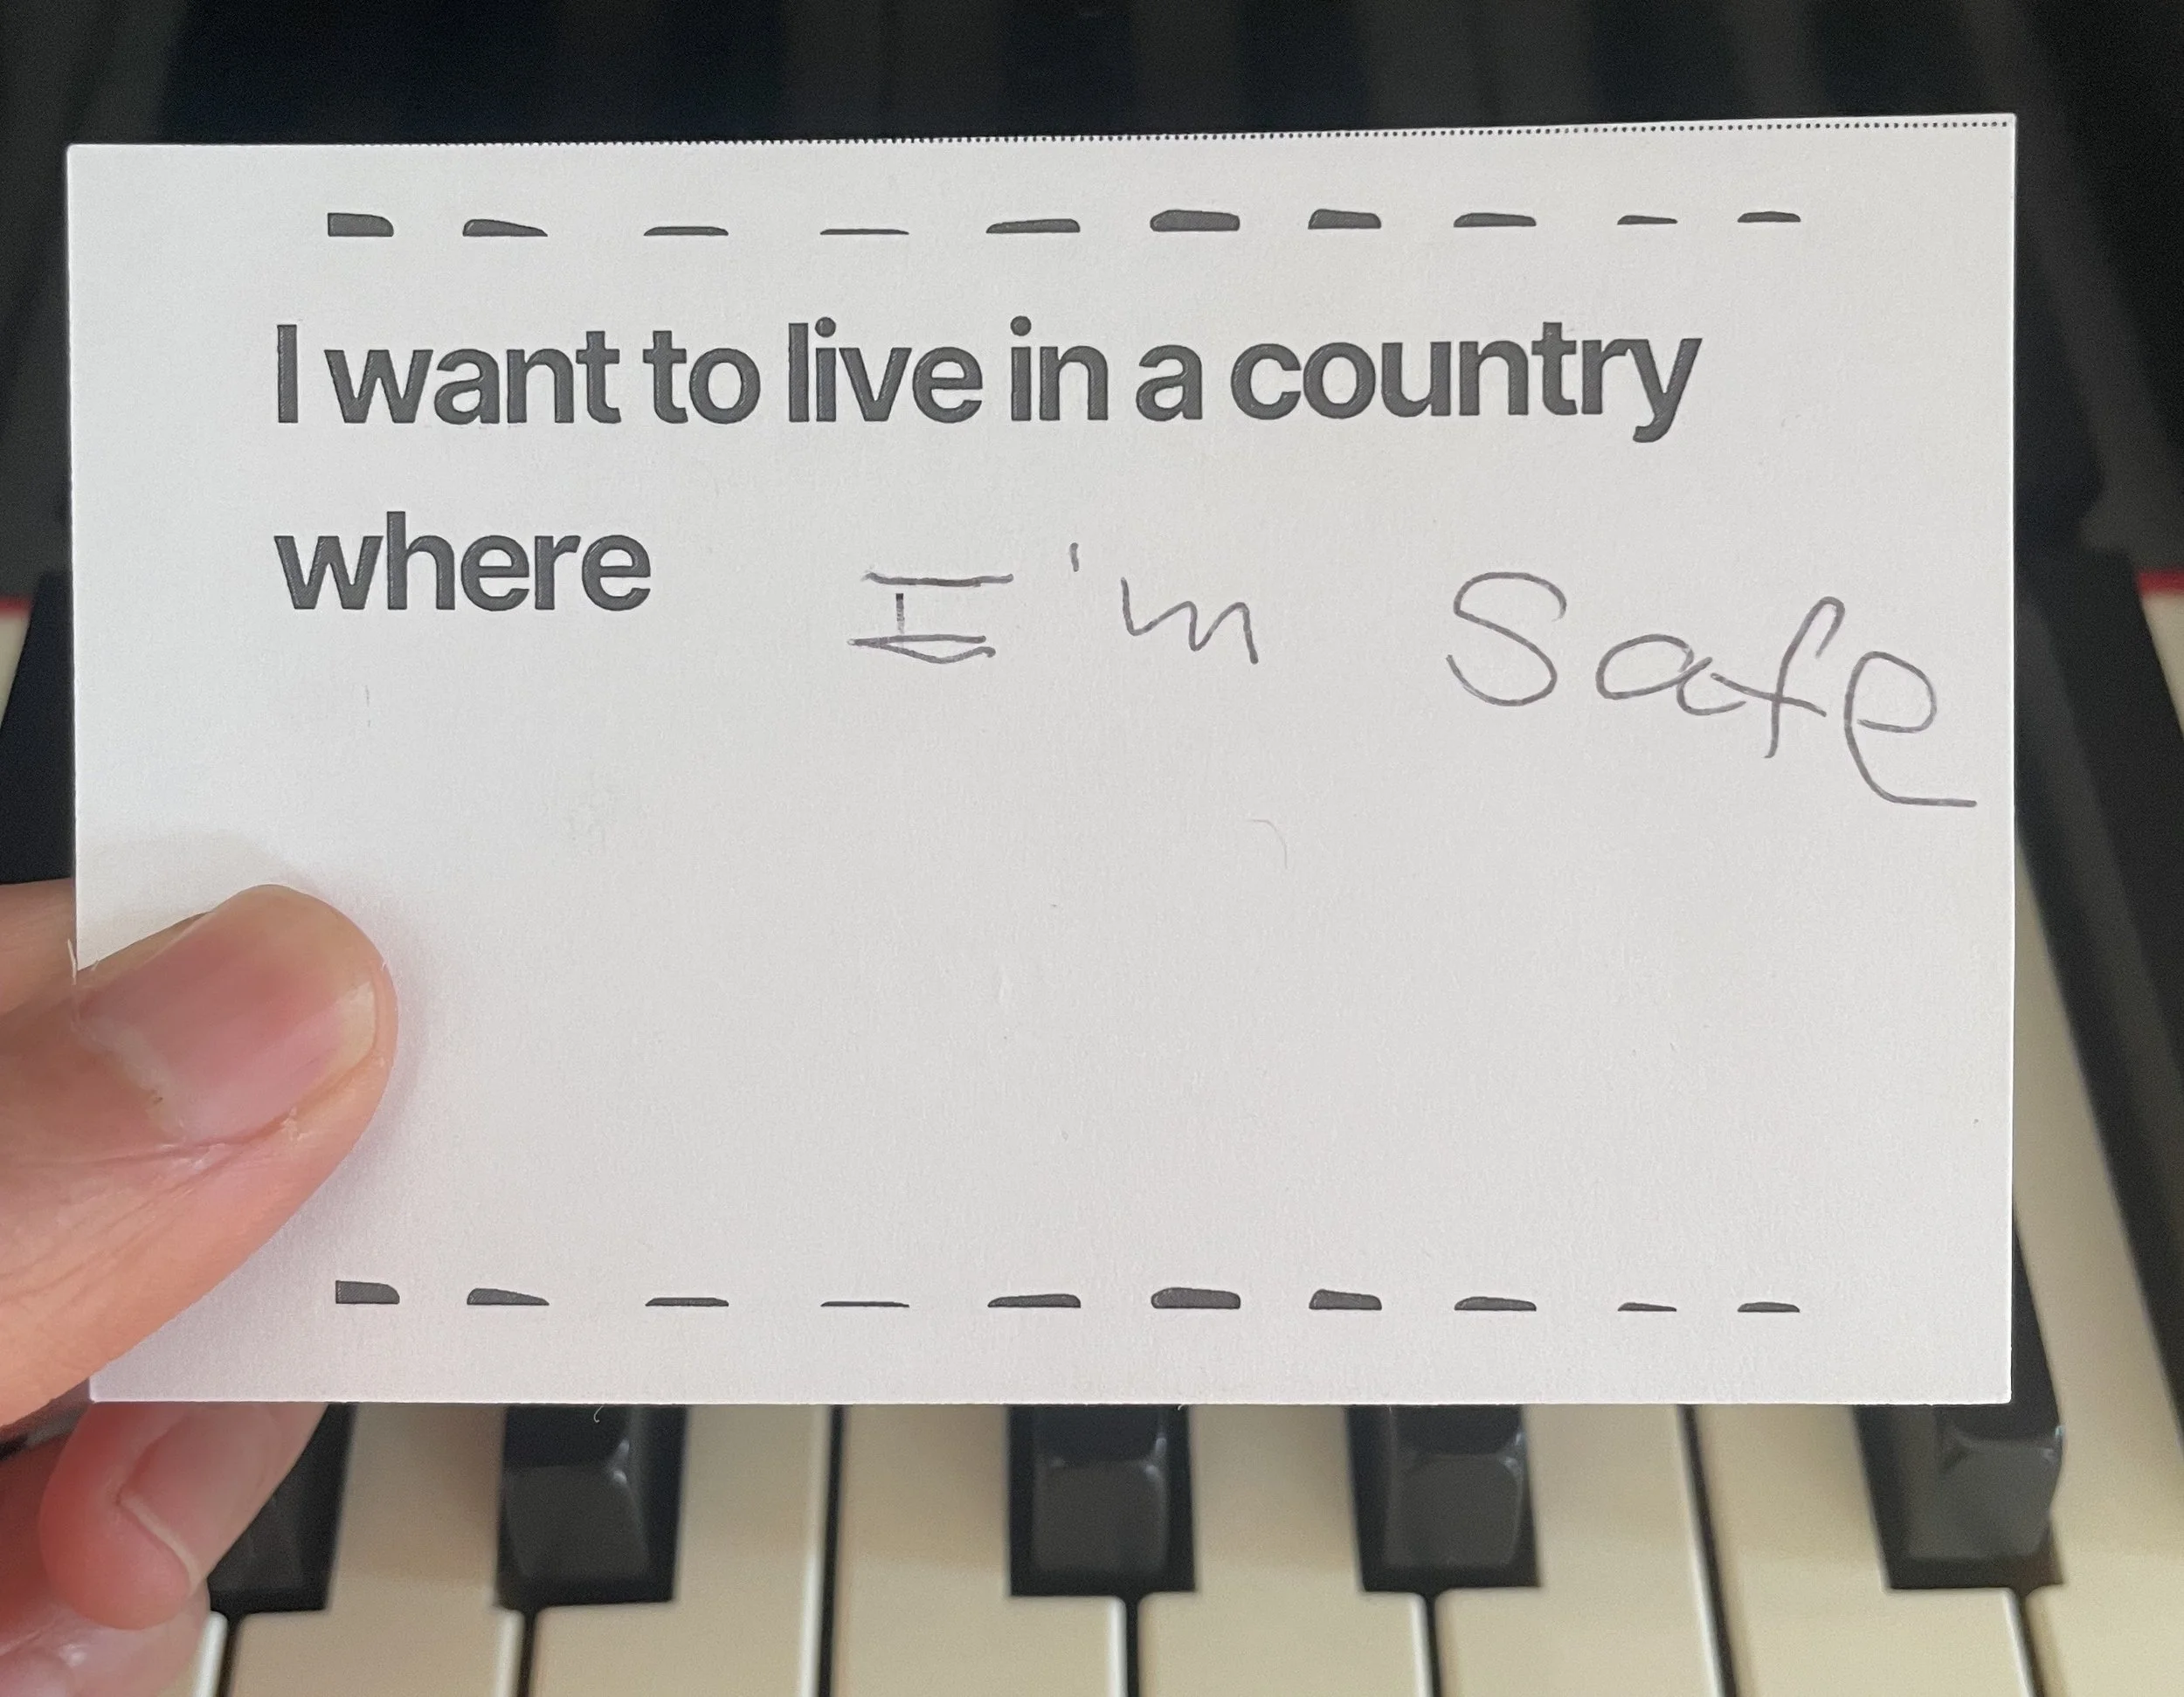 I want to live in a country
where I'm Safe